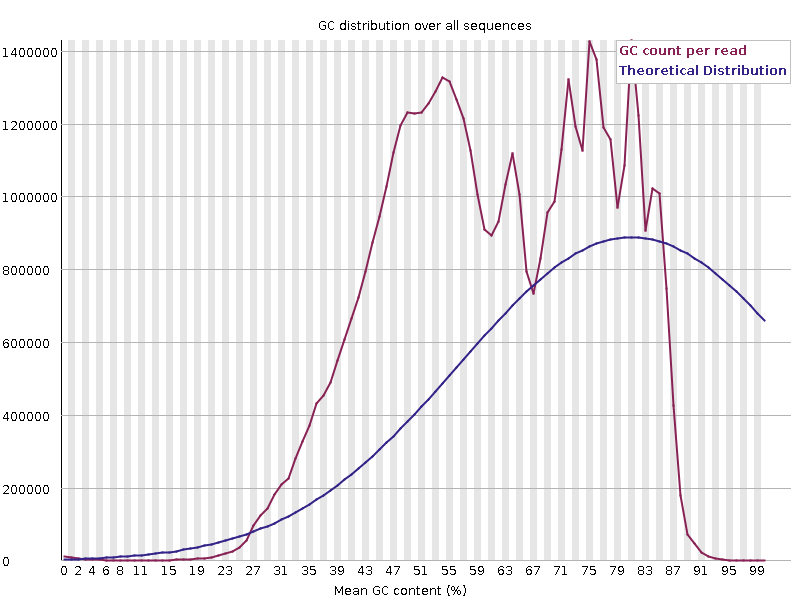 GC distribution over all sequences
1400000
1200000
1000000
800000
600000
400000
200000
0
GC count per read
Theoretical Distribution
0 2 4 6 8 11 15 19 23 27 31 35 39 43 47 51 55 59 63 67 71 75 79 83 87 91 95 99
Mean GC content (%)